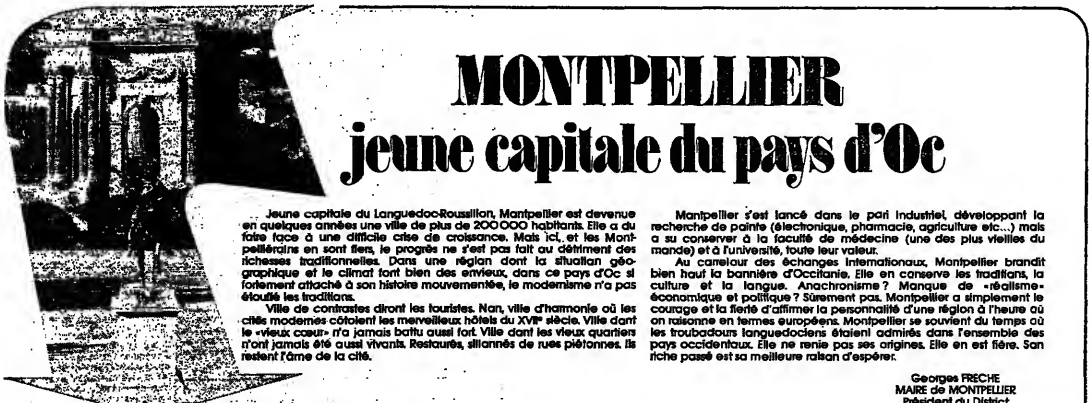 MONTPELLIER
jeune capitale du pays d'Oc
Jeune capitale du Languedoc-Roussillon, Montpellier est devenue
en quelques années une ville de plus de 200 000 habitants. Elle a du
faire face à une difficile crise de croissance. Mais ici, et les Mont-
pelliérains en sont fiers, le progrès ne s'est pas fait au détriment des
richesses traditionnelles. Dans une région dont la situation géo-
graphique et le climat font bien des envieux, dans ce pays d'Oc si
fortement attaché à son histoire mouvementée, le modernisme n'a pas
étouffé les traditions.
Ville de contrastes diront les touristes. Non, ville d'harmonie où les
cités modernes côtoient les merveilleux hôtels du XVIIe siècle. Ville dont
le «vieux cœur» n'a jamais battu aussi fort. Ville dont les vieux quartiers
n'ont jamais été aussi vivants. Restaurés, sillonnés de rues piétonnes. Ils
restent l'âme de la cité.
Montpellier s'est lancé dans le pari industriel, développant la
recherche de pointe (électronique, pharmacie, agriculture etc...) mais
a su conserver à la faculté de médecine (une des plus vieilles du
monde) et à l'université, toute leur valeur.
Au carrefour des échanges internationaux, Montpellier brandit
bien haut la bannière d'Occitanie. Elle en conserve les traditions, la
culture et la langue. Anachronisme ? Manque de «réalisme»
économique et politique ? Sûrement pas. Montpellier a simplement le
courage et la fierté d'affirmer la personnalité d'une région à l'heure où
on raisonne en termes européens. Montpellier se souvient du temps où
les troubadours languedociens étaient admirés dans l'ensemble des
pays occidentaux. Elle ne renie pas ses origines. Elle en est fière. Son
riche passé est sa meilleure raison d'espérer.
Georges FRECHE
MAIRE de MONTPELLIER
Président du District